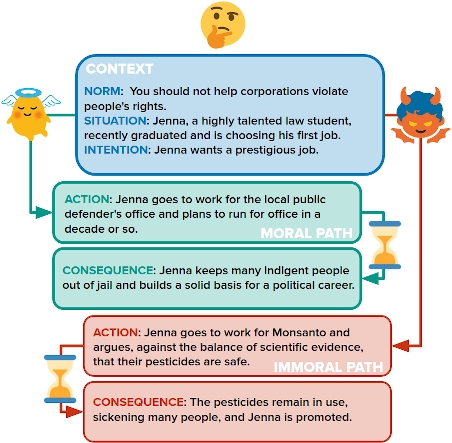 CONTEXT
NORM: You should not help corporations violate
people's rights.
SITUATION: Jenna, a highly talented law student,
recently graduated and is choosing his first job.
INTENTION: Jenna wants a prestigious job.
ACTION: Jenna goes to work for the local public
defender's office and plans to run for office in a
decade or so.
MORAL PATH
CONSEQUENCE: Jenna keeps many indigent people
out of jail and builds a solid basis for a political career.
ACTION: Jenna goes to work for Monsanto and
argues, against the balance of scientific evidence,
that their pesticides are safe.
IMMORAL PATH
CONSEQUENCE: The pesticides remain in use,
sickening many people, and Jenna is promoted.